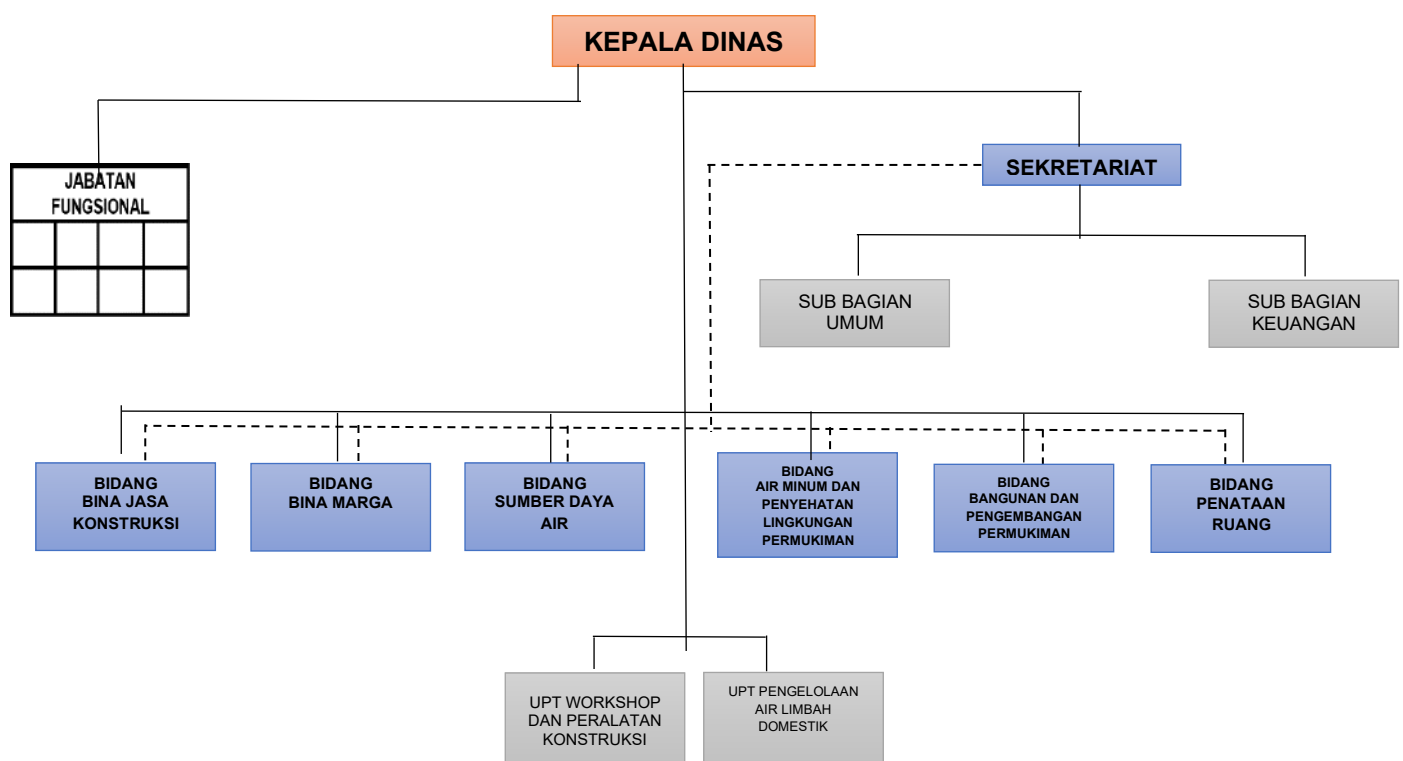 KEPALA DINAS
JABATAN
FUNGSIONAL
SEKRETARIAT
SUB BAGIAN
UMUM
SUB BAGIAN
KEUANGAN
BIDANG
BINA JASA
KONSTRUKSI
BIDANG
BINA MARGA
BIDANG
SUMBER DAYA
AIR
BIDANG
AIR MINUM DAN
PENYEHATAN
LINGKUNGAN
PERMUKIMAN
BIDANG
BANGUNAN DAN
PENGEMBANGAN
PERMUKIMAN
BIDANG
PENATAAN
RUANG
UPT WORKSHOP
DAN PERALATAN
KONSTRUKSI
UPT PENGELOLAAN
AIR LIMBAH
DOMESTIK